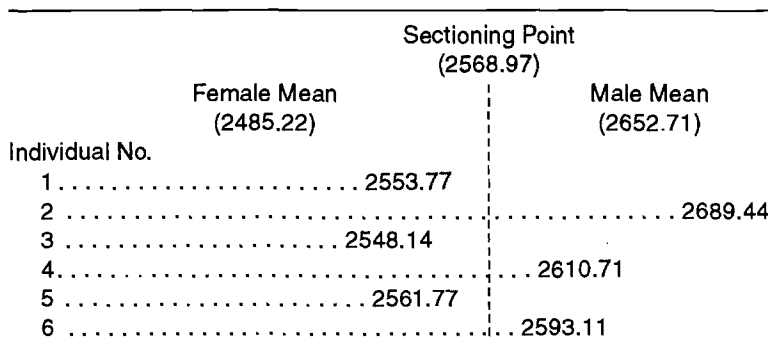 Sectioning Point
(2568.97)
Female Mean Male Mean
(2485.22) (2652.71)
Individual No.
1 . . . . . . . . . . . . . . . . . . . . . . . 2553.77
2 . . . . . . . . . . . . . . . . . . . . . . . . . . . . . . . . . . . . . . . . . . . . . . 2689.44
3 . . . . . . . . . . . . . . . . . . . . . 2548.14
4. . . . . . . . . . . . . . . . . . . . . . . . . . . . . . . . . . . . 2610.71
5 . . . . . . . . . . . . . . . . . . . . . . . 2561.77
6 . . . . . . . . . . . . . . . . . . . . . . . . . . . . . . . . . . 2593.11